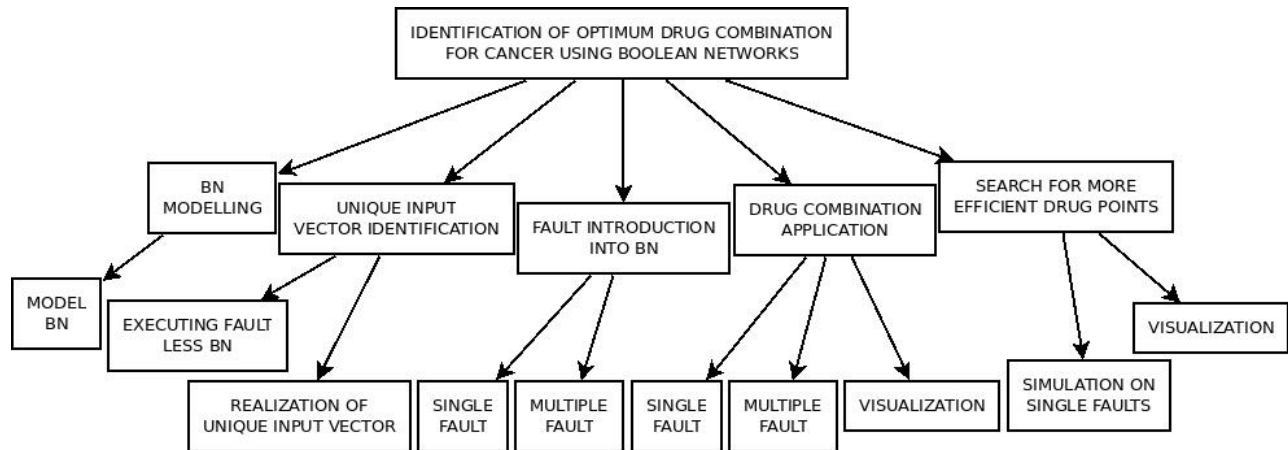 IDENTIFICATION OF OPTIMUM DRUG COMBINATION
FOR CANCER USING BOOLEAN NETWORKS
BN
MODELLING
UNIQUE INPUT
VECTOR IDENTIFICATION
FAULT INTRODUCTION
INTO BN
DRUG COMBINATION
APPLICATION
SEARCH FOR MORE
EFFICIENT DRUG POINTS
MODEL
BN
EXECUTING FAULT
LESS BN
REALIZATION OF
UNIQUE INPUT VECTOR
SINGLE
FAULT
MULTIPLE
FAULT
SINGLE
FAULT
MULTIPLE
FAULT
VISUALIZATION
SIMULATION ON
SINGLE FAULTS
VISUALIZATION